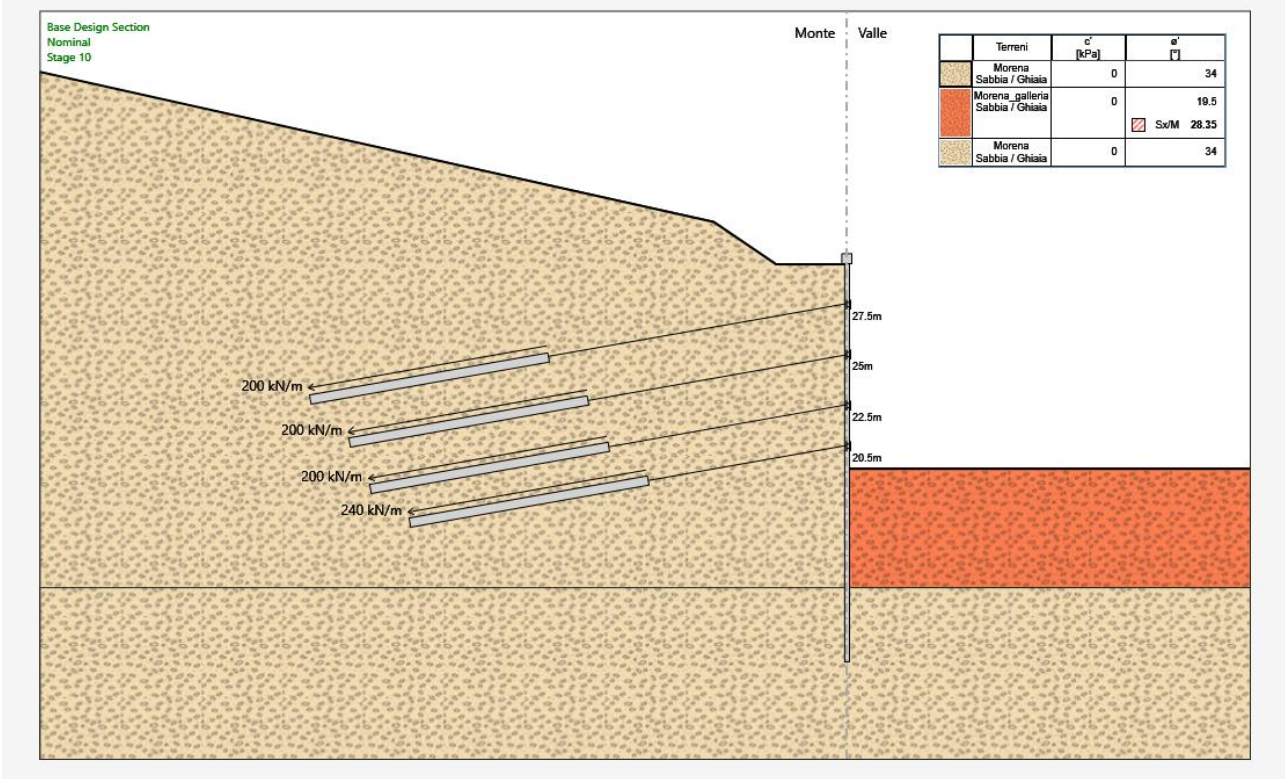 Base Design Section
Nominal
Stage 10
Monte Valle
Terreni c' [kPa] ø' [°]
Morena
Sabbia / Ghiaia 0 34
Morena_galleria
Sabbia / Ghiaia 0 19.5
Sx/M 28.35
Morena
Sabbia / Ghiaia 0 34
27.5m
25m
22.5m
20.5m
200 kN/m
200 kN/m
200 kN/m
240 kN/m